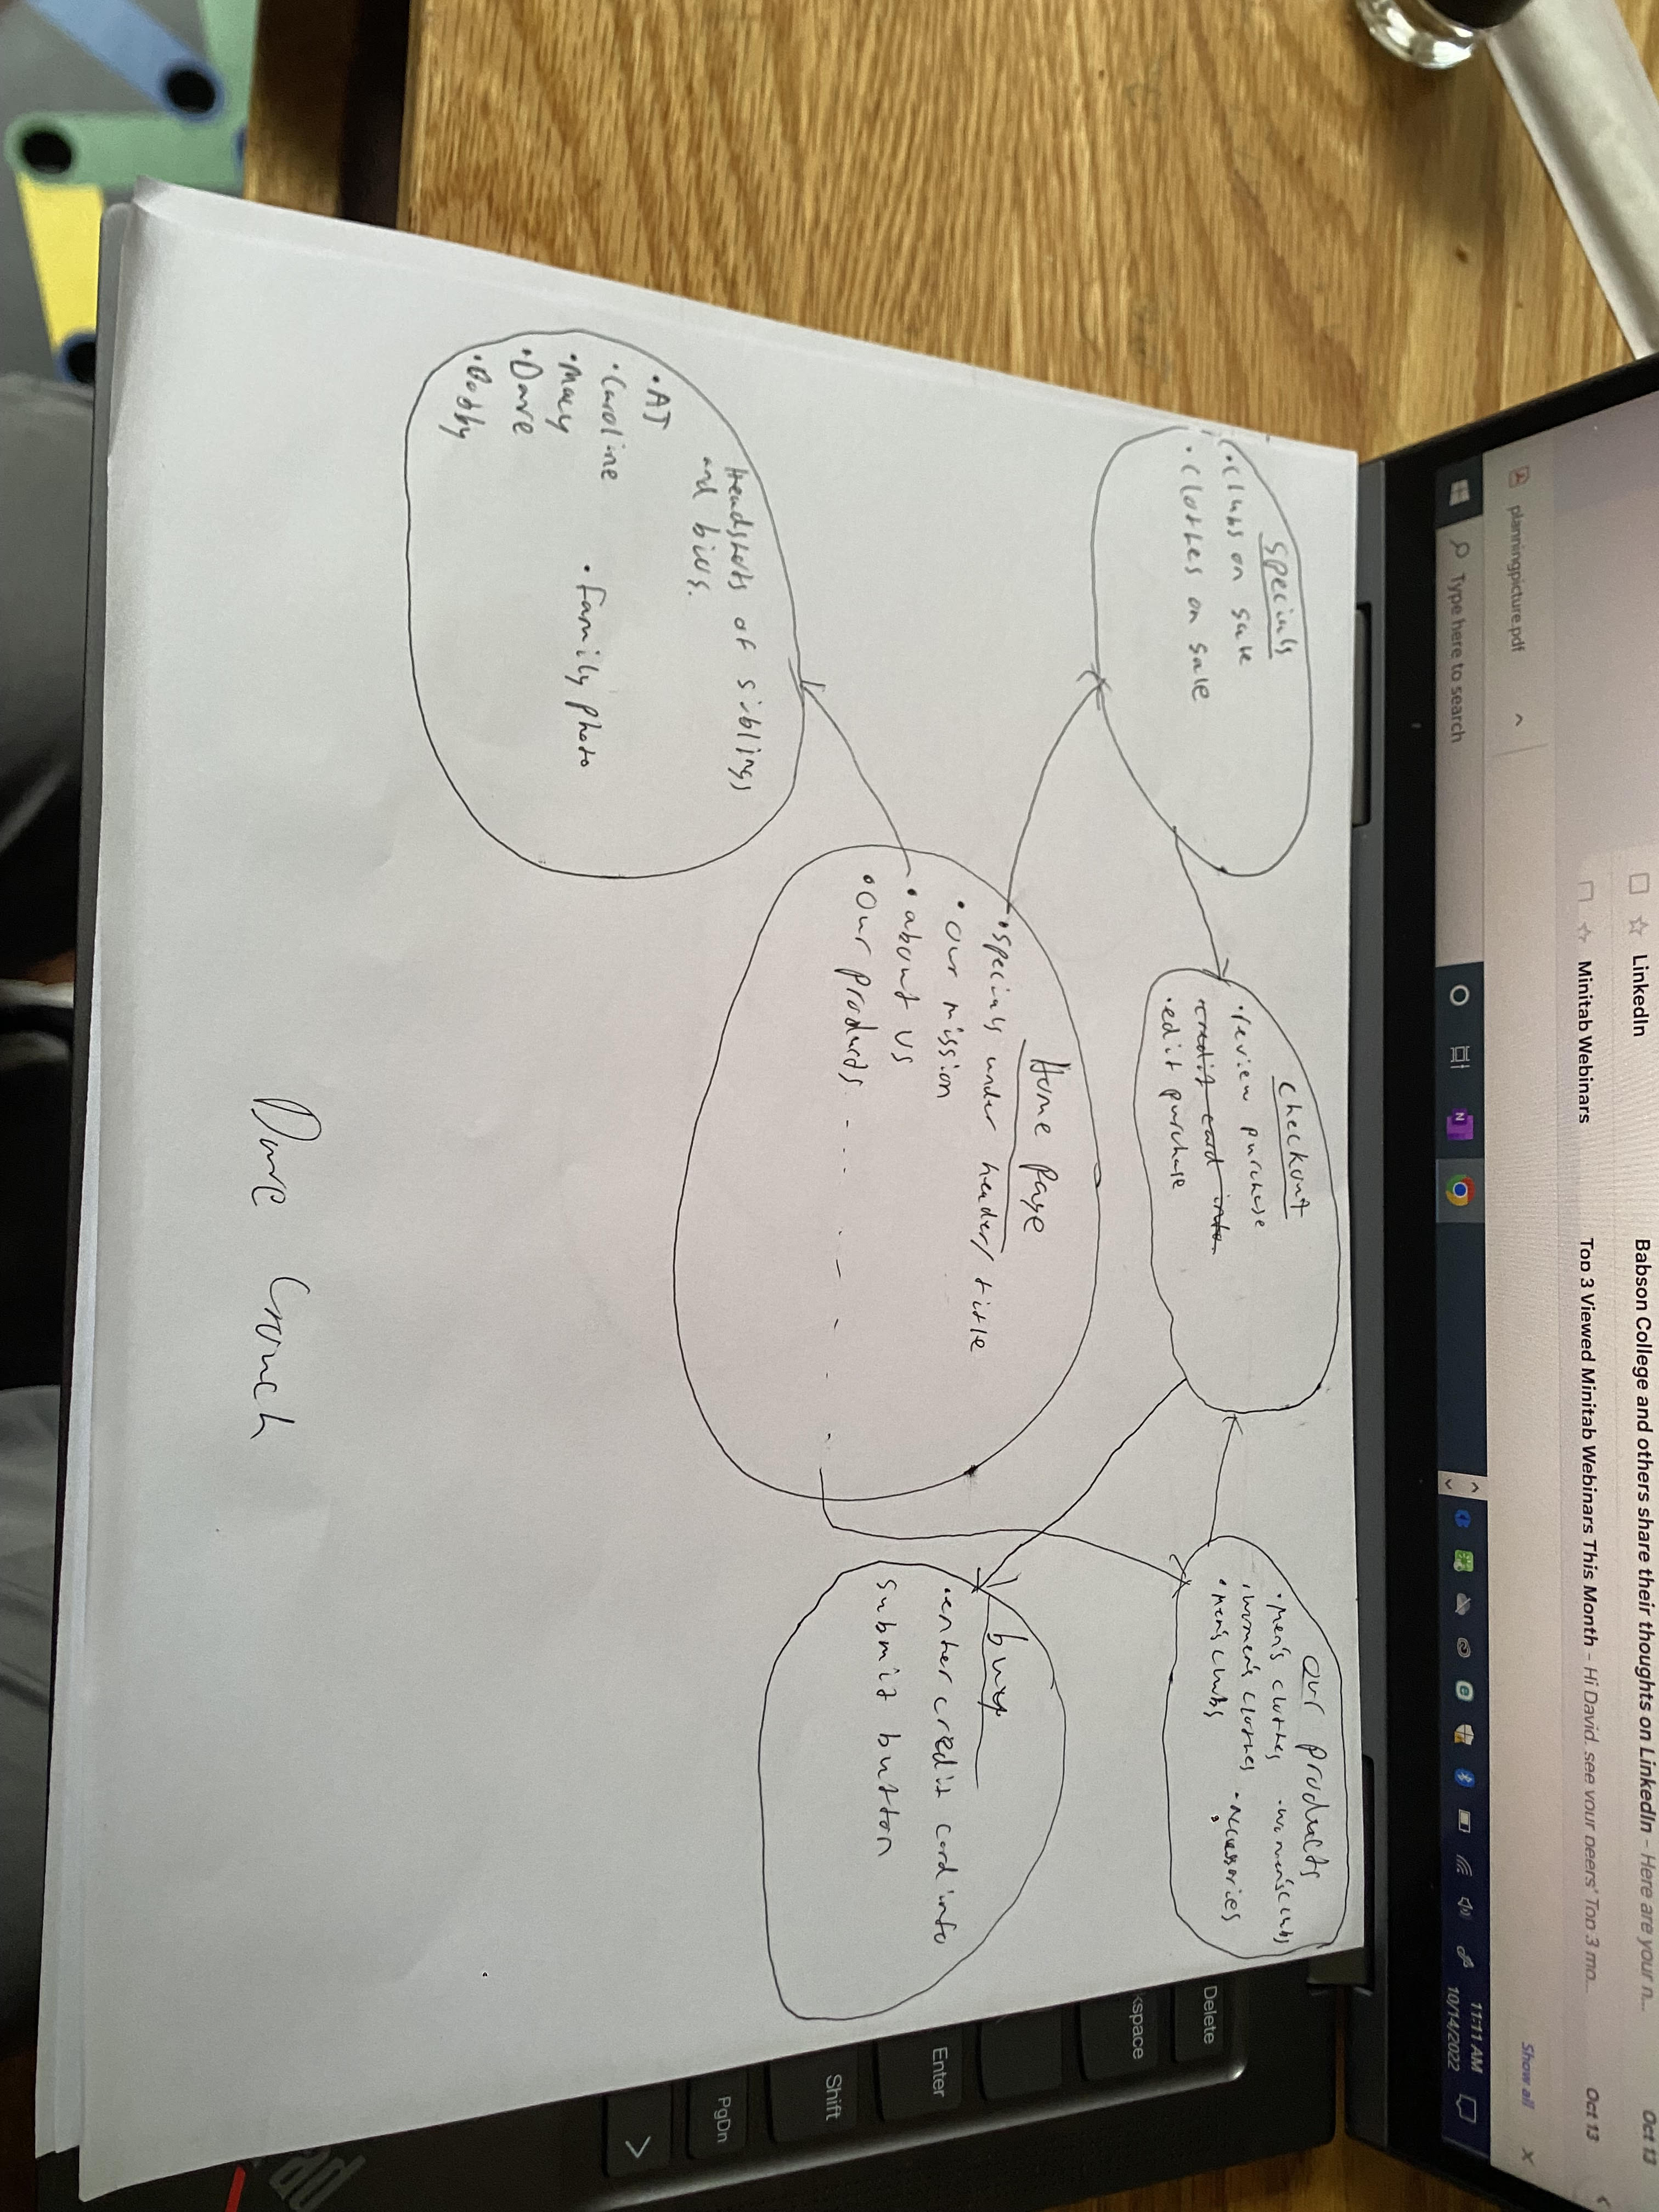 Show all
X
Oct 13
Oct 13
LinkedIn
Babson College and others share their thoughts on LinkedIn - Here are your n...
Minitab Webinars
Top 3 Viewed Minitab Webinars This Month - Hi David, see your peers' Top 3 mo...
planningpicture.pdf
Type here to search
11:11 AM
10/14/2022
Specials
• clubs on sale
• clothes on sale
Checkout
• review purchase
• credit card info
• edit purchase
Our products
• men's clothes • women's clubs
• women's clothes • accessories
• men's clubs
Home Page
• specials under header/title
• our mission
• about us
• our products
buy
• enter credit card info
submit button
Headshots of siblings
and bios.
• AJ
• Caroline
• Macy
• Dave
• Bobby
• Family photo
Dave Crouch
Delete
kspace
Enter
Shift
PgDn